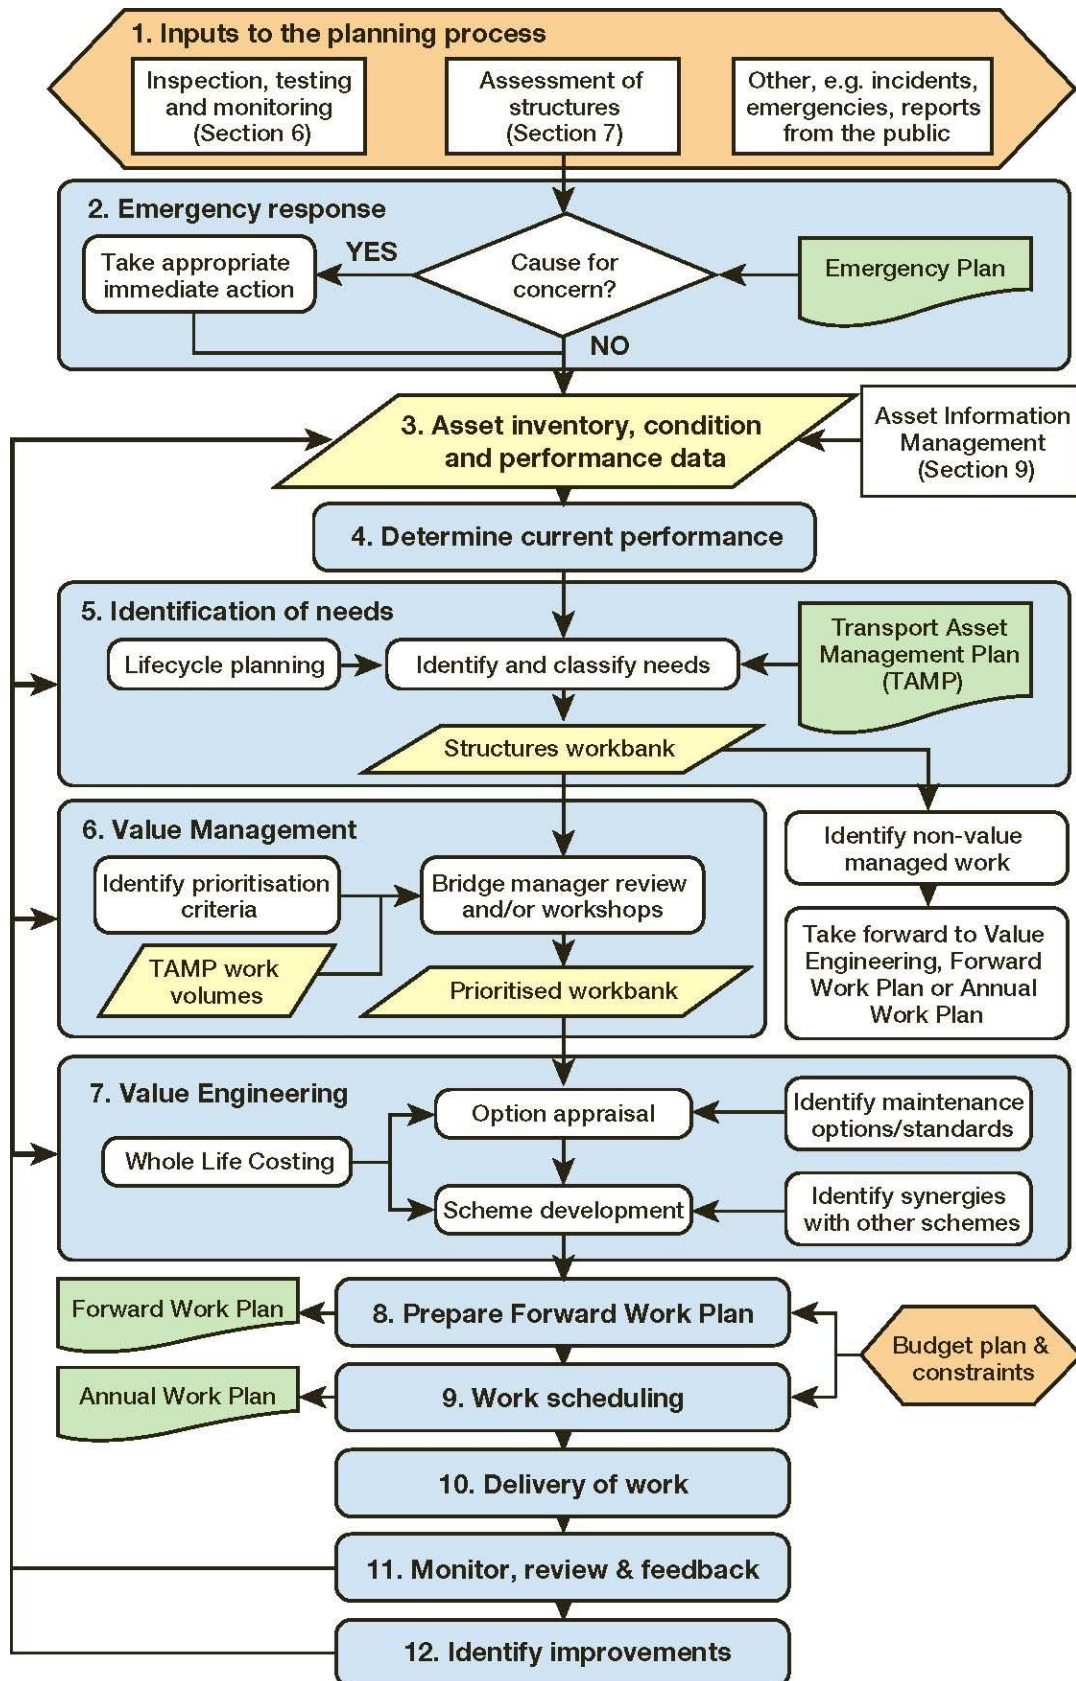 1. Inputs to the planning process
Inspection, testing
and monitoring
(Section 6)
Assessment of
structures
(Section 7)
Other, e.g. incidents,
emergencies, reports
from the public
2. Emergency response
Take appropriate
immediate action
YES
Cause for
concern?
Emergency Plan
NO
3. Asset inventory, condition
and performance data
Asset Information
Management
(Section 9)
4. Determine current performance
5. Identification of needs
Lifecycle planning
Identify and classify needs
Transport Asset
Management Plan
(TAMP)
Structures workbank
6. Value Management
Identify prioritisation
criteria
Bridge manager review
and/or workshops
TAMP work
volumes
Prioritised workbank
Identify non-value
managed work
Take forward to Value
Engineering, Forward
Work Plan or Annual
Work Plan
7. Value Engineering
Option appraisal
Identify maintenance
options/standards
Whole Life Costing
Scheme development
Identify synergies
with other schemes
Forward Work Plan
8. Prepare Forward Work Plan
Budget plan &
constraints
Annual Work Plan
9. Work scheduling
10. Delivery of work
11. Monitor, review & feedback
12. Identify improvements